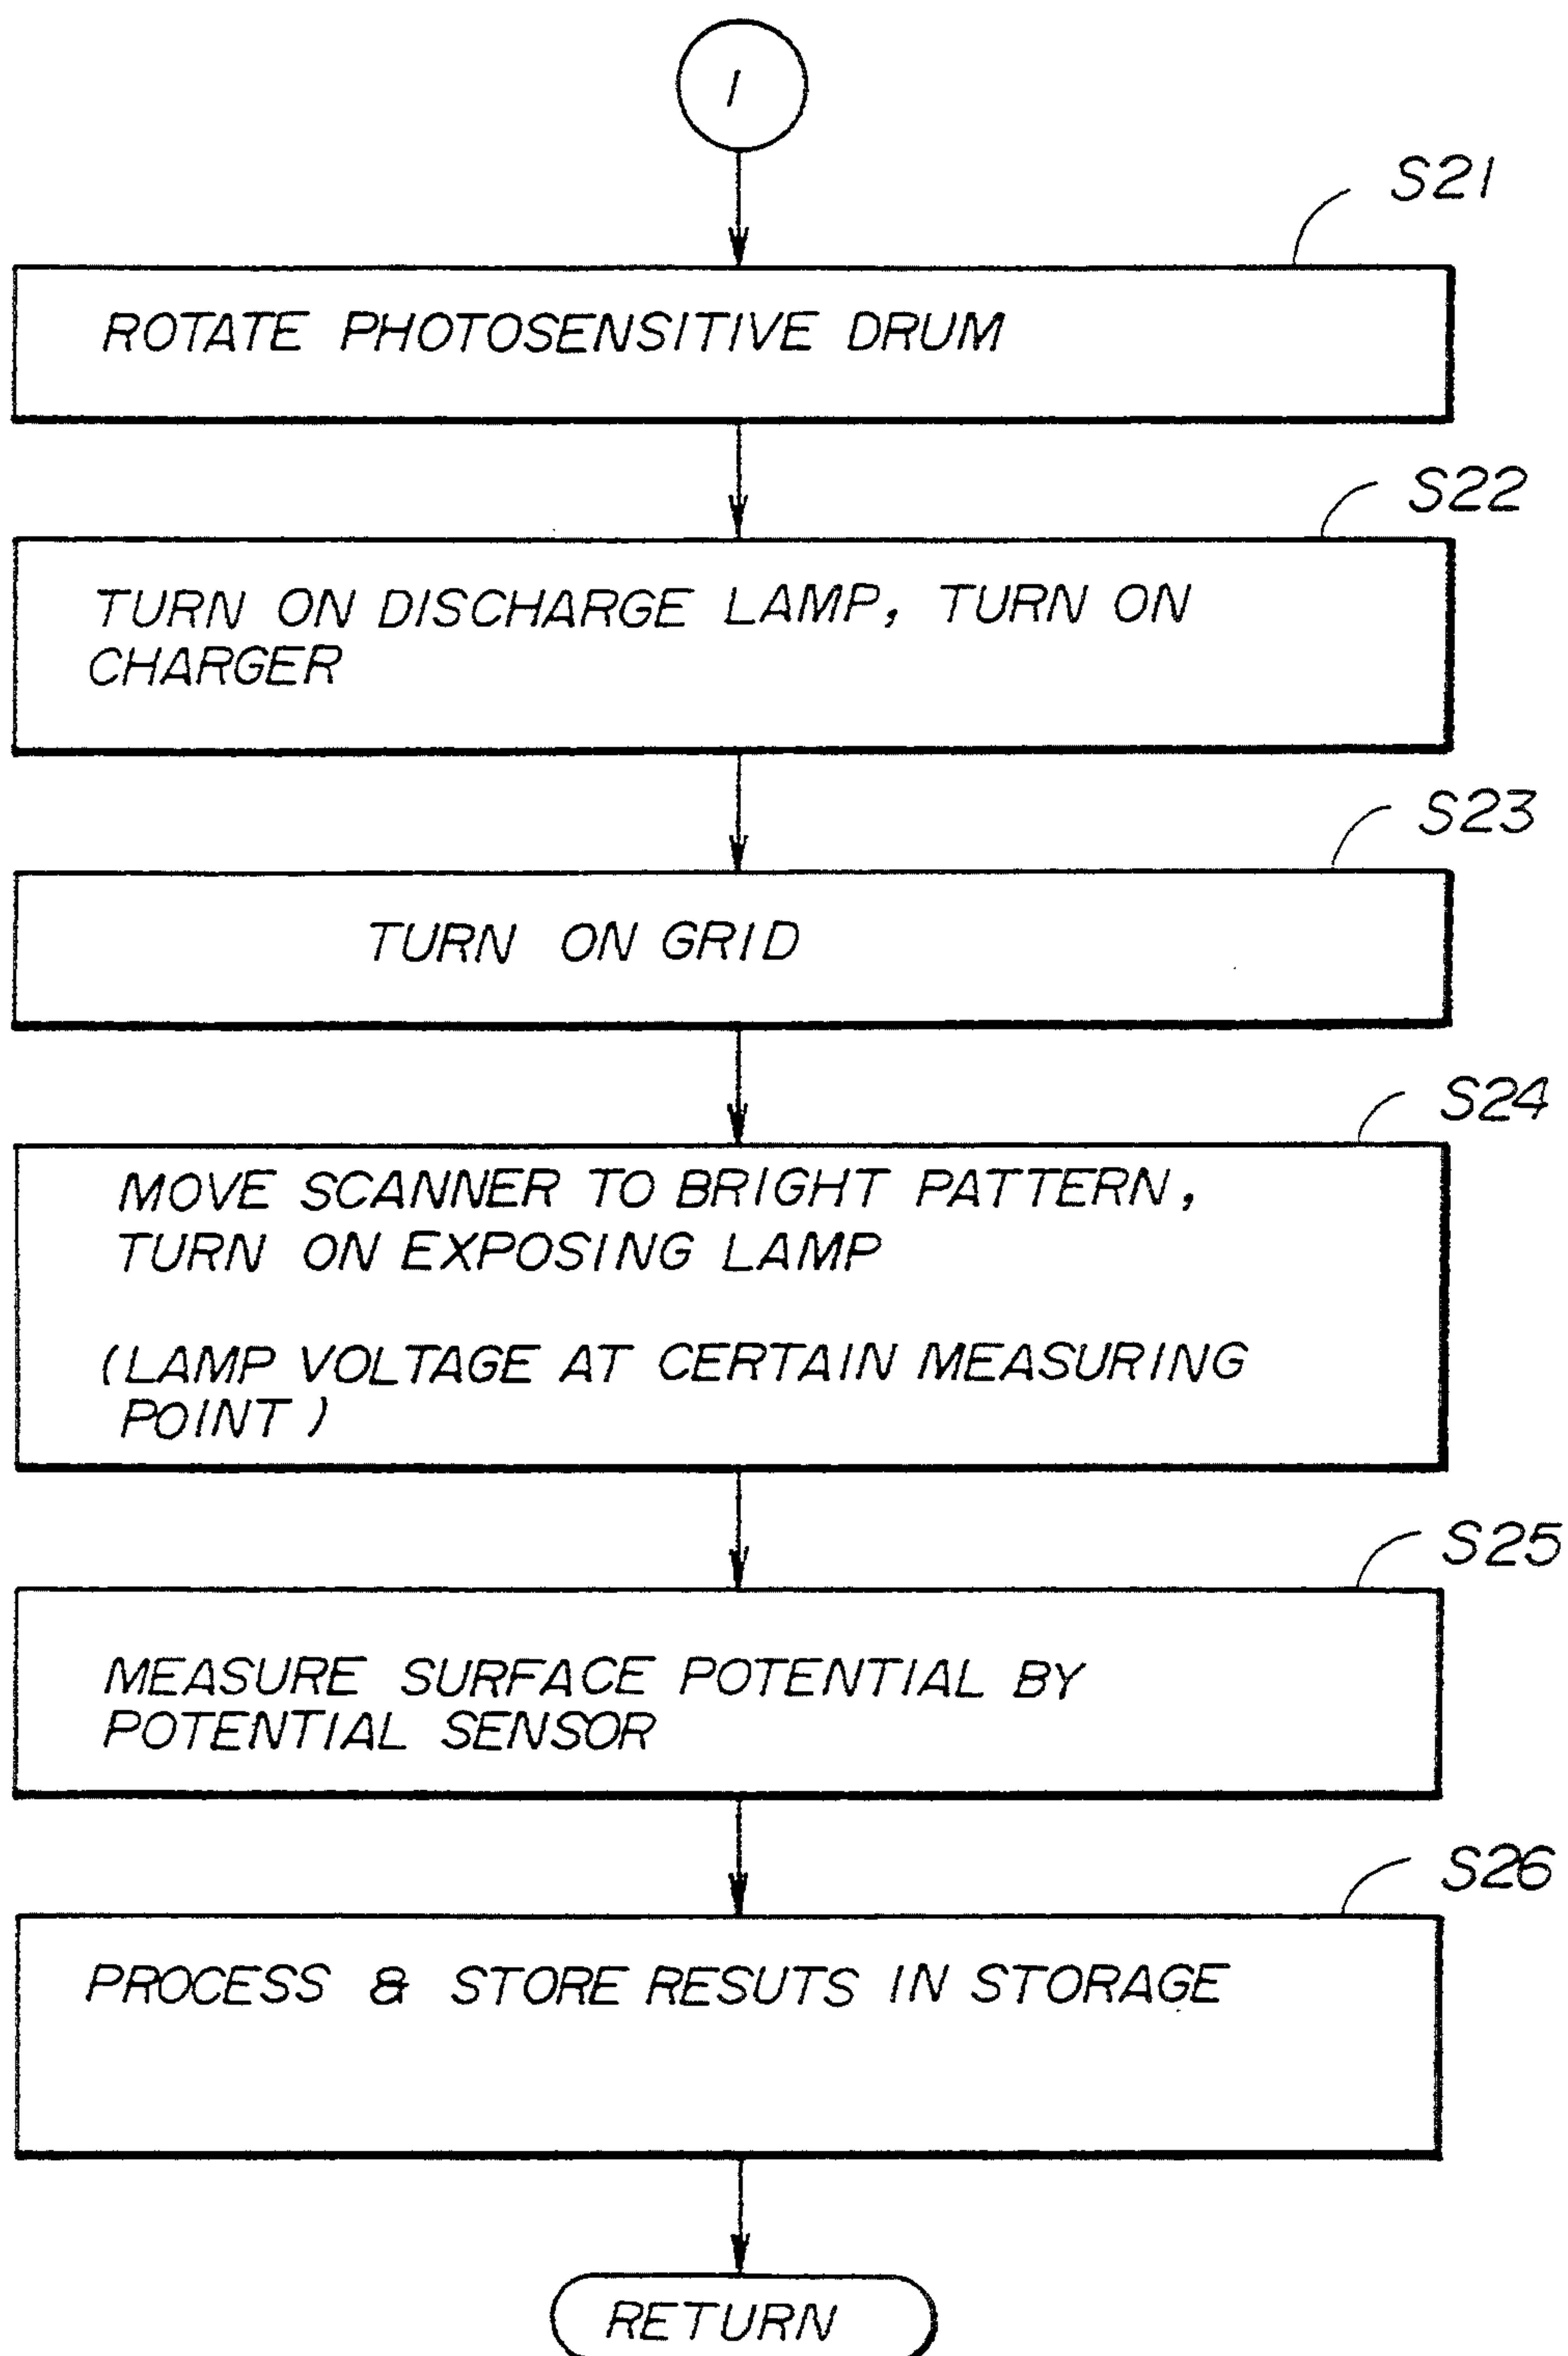 1
S21
ROTATE PHOTOSENSITIVE DRUM
S22
TURN ON DISCHARGE LAMP, TURN ON
CHARGER
S23
TURN ON GRID
S24
MOVE SCANNER TO BRIGHT PATTERN,
TURN ON EXPOSING LAMP
(LAMP VOLTAGE AT CERTAIN MEASURING
POINT)
S25
MEASURE SURFACE POTENTIAL BY
POTENTIAL SENSOR
S26
PROCESS & STORE RESUTS IN STORAGE
RETURN